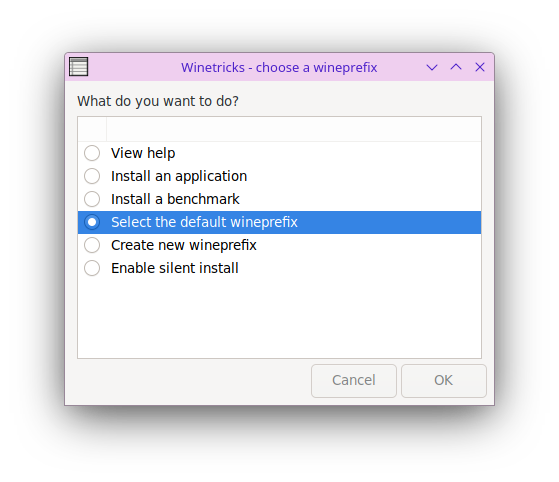 Winetricks - choose a wineprefix
What do you want to do?
View help
Install an application
Install a benchmark
Select the default wineprefix
Create new wineprefix
Enable silent install
Cancel OK